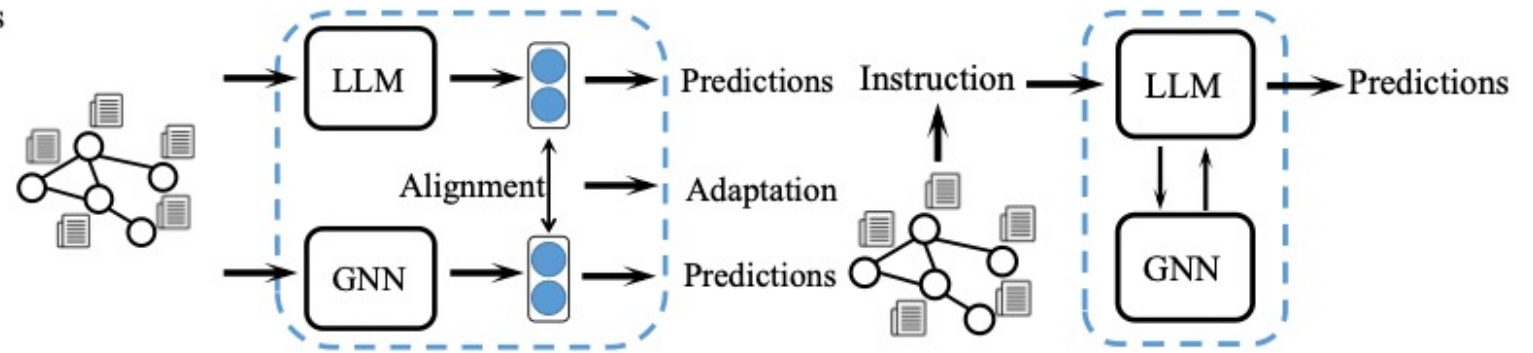 s
LLM
Predictions
Alignment
Adaptation
GNN
Predictions
Instruction
LLM
Predictions
GNN